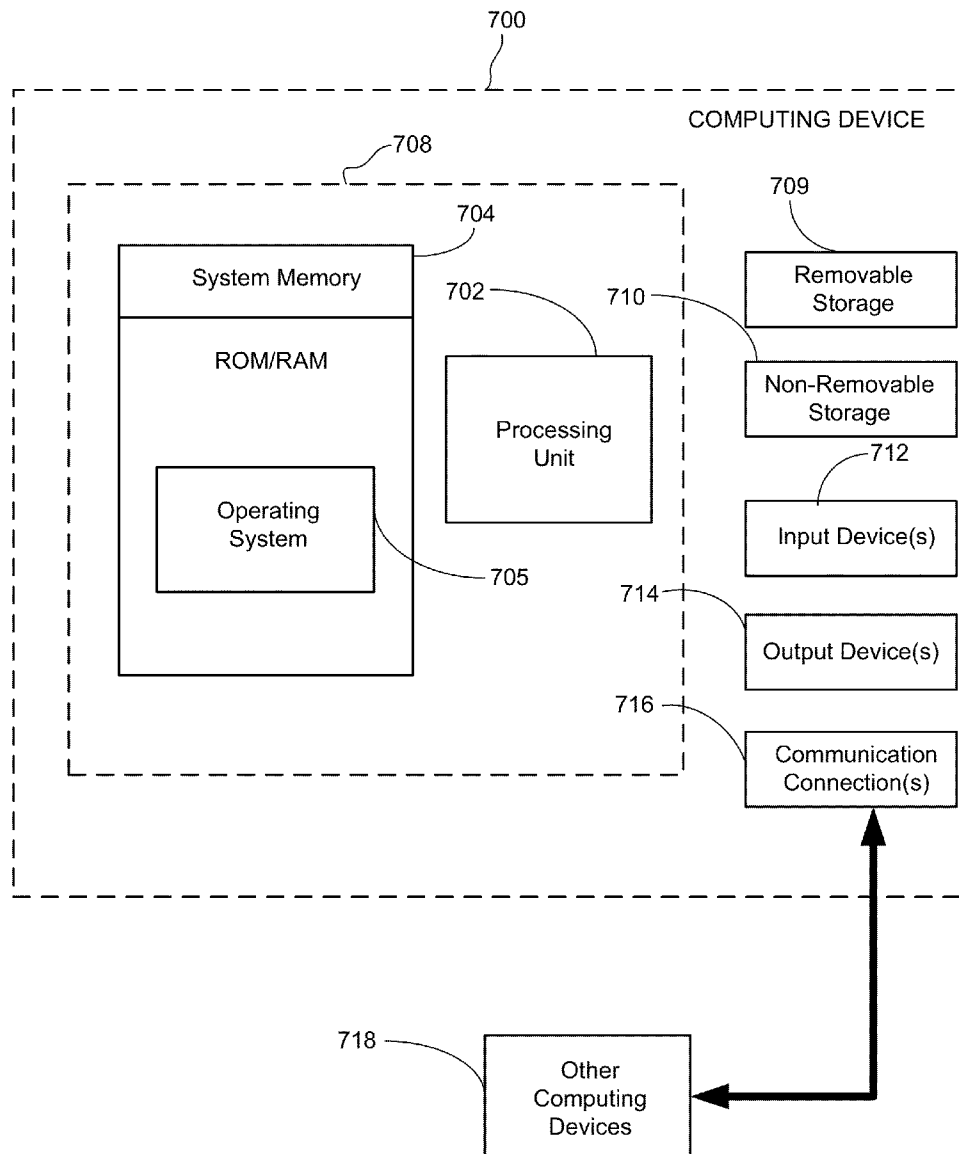 700
COMPUTING DEVICE
708
704
709
System Memory
702
Removable
Storage
710
ROM/RAM
Non-Removable
Storage
Processing
Unit
712
Operating
System
Input Device(s)
705
714
Output Device(s)
716
Communication
Connection(s)
718
Other
Computing
Devices